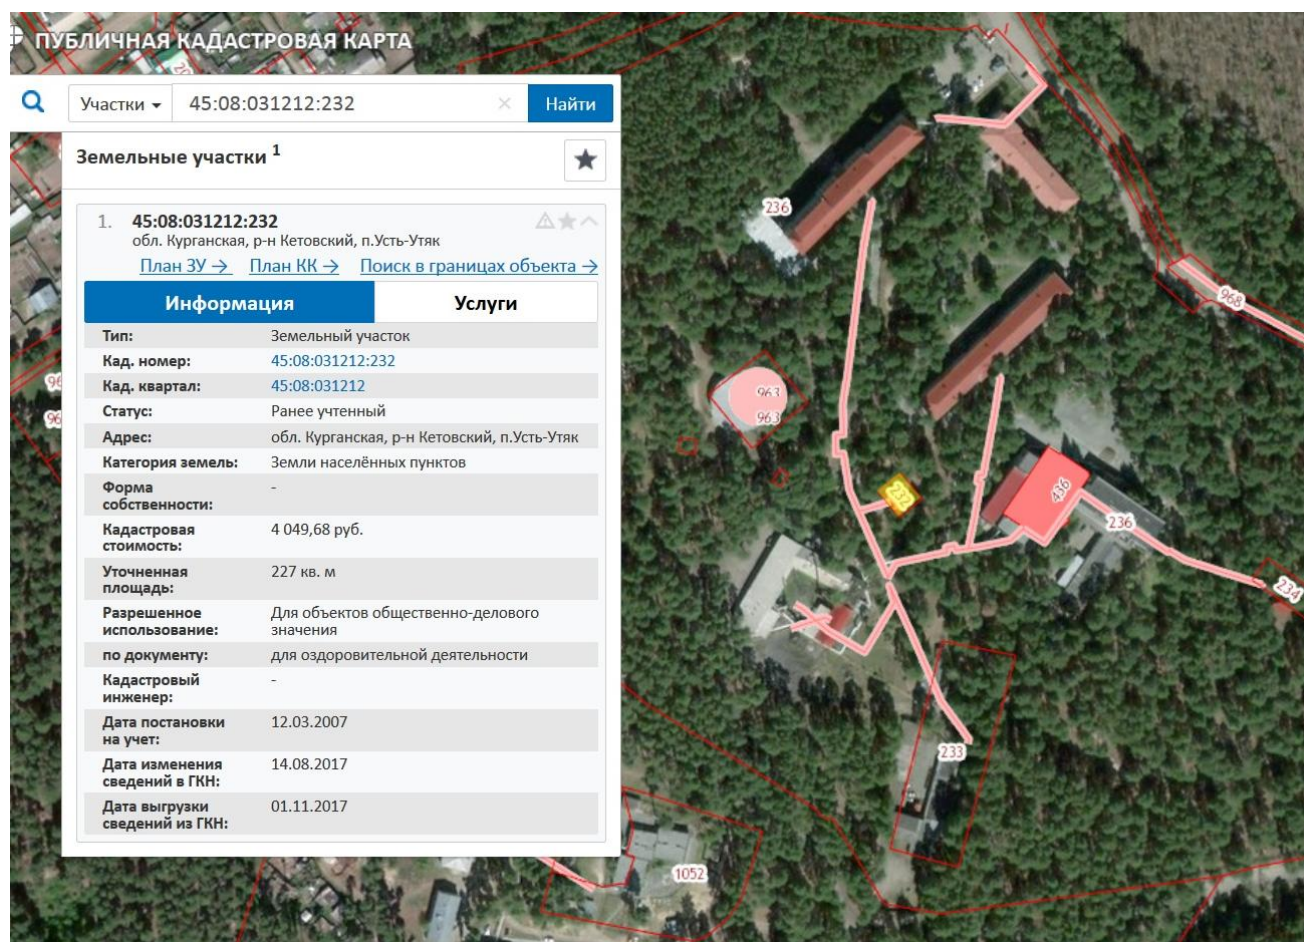 ПУБЛИЧНАЯ КАДАСТРОВАЯ КАРТА
Участки 45:08:031212:232 × Найти
Земельные участки 1
1. 45:08:031212:232
обл. Курганская, р-н Кетовский, п.Усть-Утяк
План ЗУ → План КК → Поиск в границах объекта →
Информация Услуги
Тип: Земельный участок
Кад. номер: 45:08:031212:232
Кад. квартал: 45:08:031212
Статус: Ранее учтенный
Адрес: обл. Курганская, р-н Кетовский, п.Усть-Утяк
Категория земель: Земли населённых пунктов
Форма
собственности: -
Кадастровая
стоимость: 4 049,68 руб.
Уточненная
площадь: 227 кв. м
Разрешенное Для объектов общественно-делового
использование: значения
по документу: для оздоровительной деятельности
Кадастровый
инженер: -
Дата постановки
на учет: 12.03.2007
Дата изменения
сведений в ГКН: 14.08.2017
Дата выгрузки
сведений из ГКН: 01.11.2017
236
968
963
963
232
436
236
234
233
1052